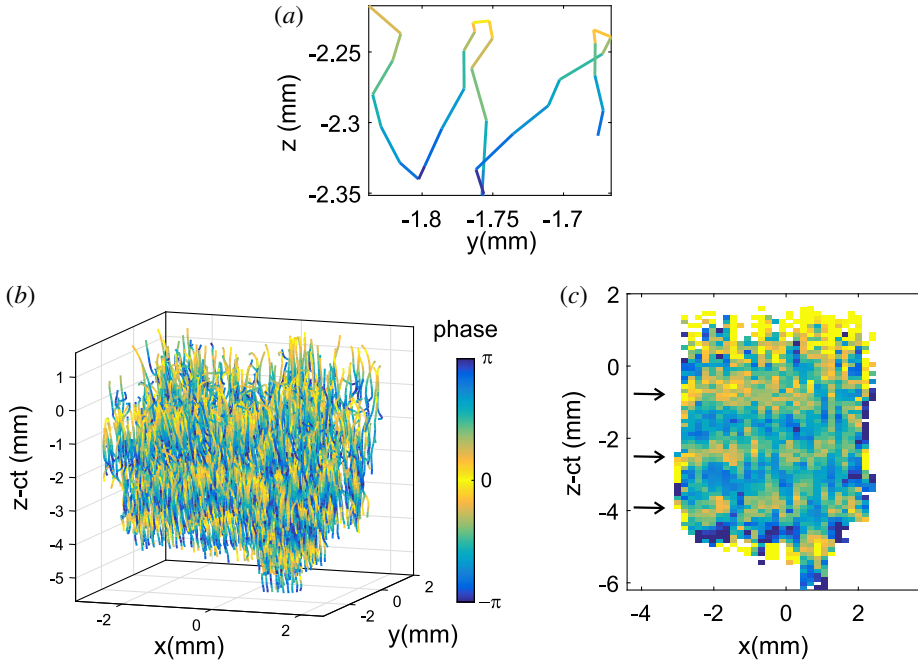 (a)
-2.25
-2.3
-2.35
z (mm)
-1.8
-1.75
-1.7
y(mm)
(b)
1
0
-1
-2
-3
-4
-5
z-ct (mm)
-2
0
2
x(mm)
-2
0
2
y(mm)
phase
π
0
−π
(c)
2
0
-2
-4
-6
z-ct (mm)
-4
-2
0
2
x(mm)